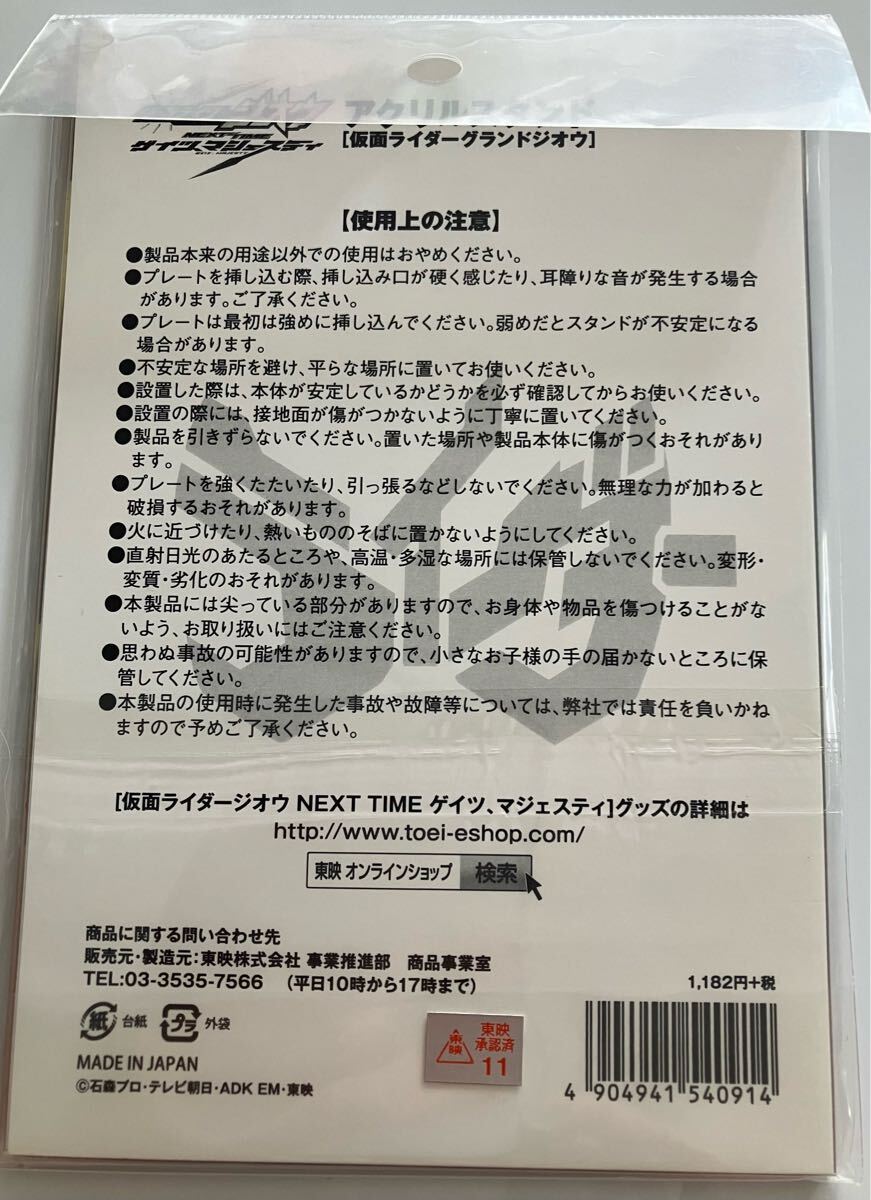 アクリルスタンド
NEXT TIME
ゲイツ、マジェスティ
[仮面ライダーグランドジオウ]
【使用上の注意】
●製品本来の用途以外での使用はおやめください。
●プレートを挿し込む際、挿し込み口が硬く感じたり、耳障りな音が発生する場合
があります。ご了承ください。
●プレートは最初は強めに挿し込んでください。弱めだとスタンドが不安定になる
場合があります。
●不安定な場所を避け、平らな場所に置いてお使いください。
●設置した際は、本体が安定しているかどうかを必ず確認してからお使いください。
●設置の際には、接地面が傷がつかないように丁寧に置いてください。
●製品を引きずらないでください。置いた場所や製品本体に傷がつくおそれがあり
ます。
●プレートを強くたたいたり、引っ張るなどしないでください。無理な力が加わると
破損するおそれがあります。
●火に近づけたり、熱いもののそばに置かないようにしてください。
●直射日光のあたるところや、高温・多湿な場所には保管しないでください。変形・
変質・劣化のおそれがあります。
●本製品には尖っている部分がありますので、お身体や物品を傷つけることがな
いよう、お取り扱いにはご注意ください。
●思わぬ事故の可能性がありますので、小さなお子様の手の届かないところに保
管してください。
●本製品の使用時に発生した事故や故障等については、弊社では責任を負いかね
ますので予めご了承ください。
[仮面ライダージオウ NEXT TIME ゲイツ、マジェスティ]グッズの詳細は
http://www.toei-eshop.com/
東映 オンラインショップ 検索
商品に関する問い合わせ先
販売元・製造元:東映株式会社 事業推進部 商品事業室
TEL:03-3535-7566 (平日10時から17時まで)
1,182円+税
紙 台紙 プラ 外袋
MADE IN JAPAN
©石森プロ・テレビ朝日・ADK EM・東映
東映
東映
承認済
11
4 904941 540914